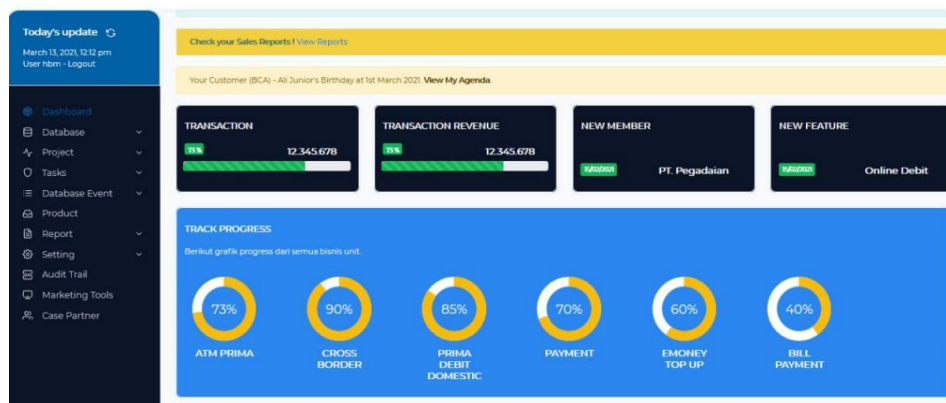 Today's update
March 13, 2021, 12:12 pm
User hbm - Logout
Dashboard
Database
Project
Tasks
Database Event
Product
Report
Setting
Audit Trail
Marketing Tools
Case Partner
Check your Sales Reports ! View Reports
Your Customer (BCA) - Ali Junior's Birthday at 1st March 2021. View My Agenda
TRANSACTION
73%
12.345.678
TRANSACTION REVENUE
73%
12.345.678
NEW MEMBER
PT. Pegadaian
NEW FEATURE
Online Debit
TRACK PROGRESS
Berikut grafik progress dari semua bisnis unit.
73%
ATM PRIMA
90%
CROSS
BORDER
85%
PRIMA
DEBIT
DOMESTIC
70%
PAYMENT
60%
EMONEY
TOP UP
40%
BILL
PAYMENT